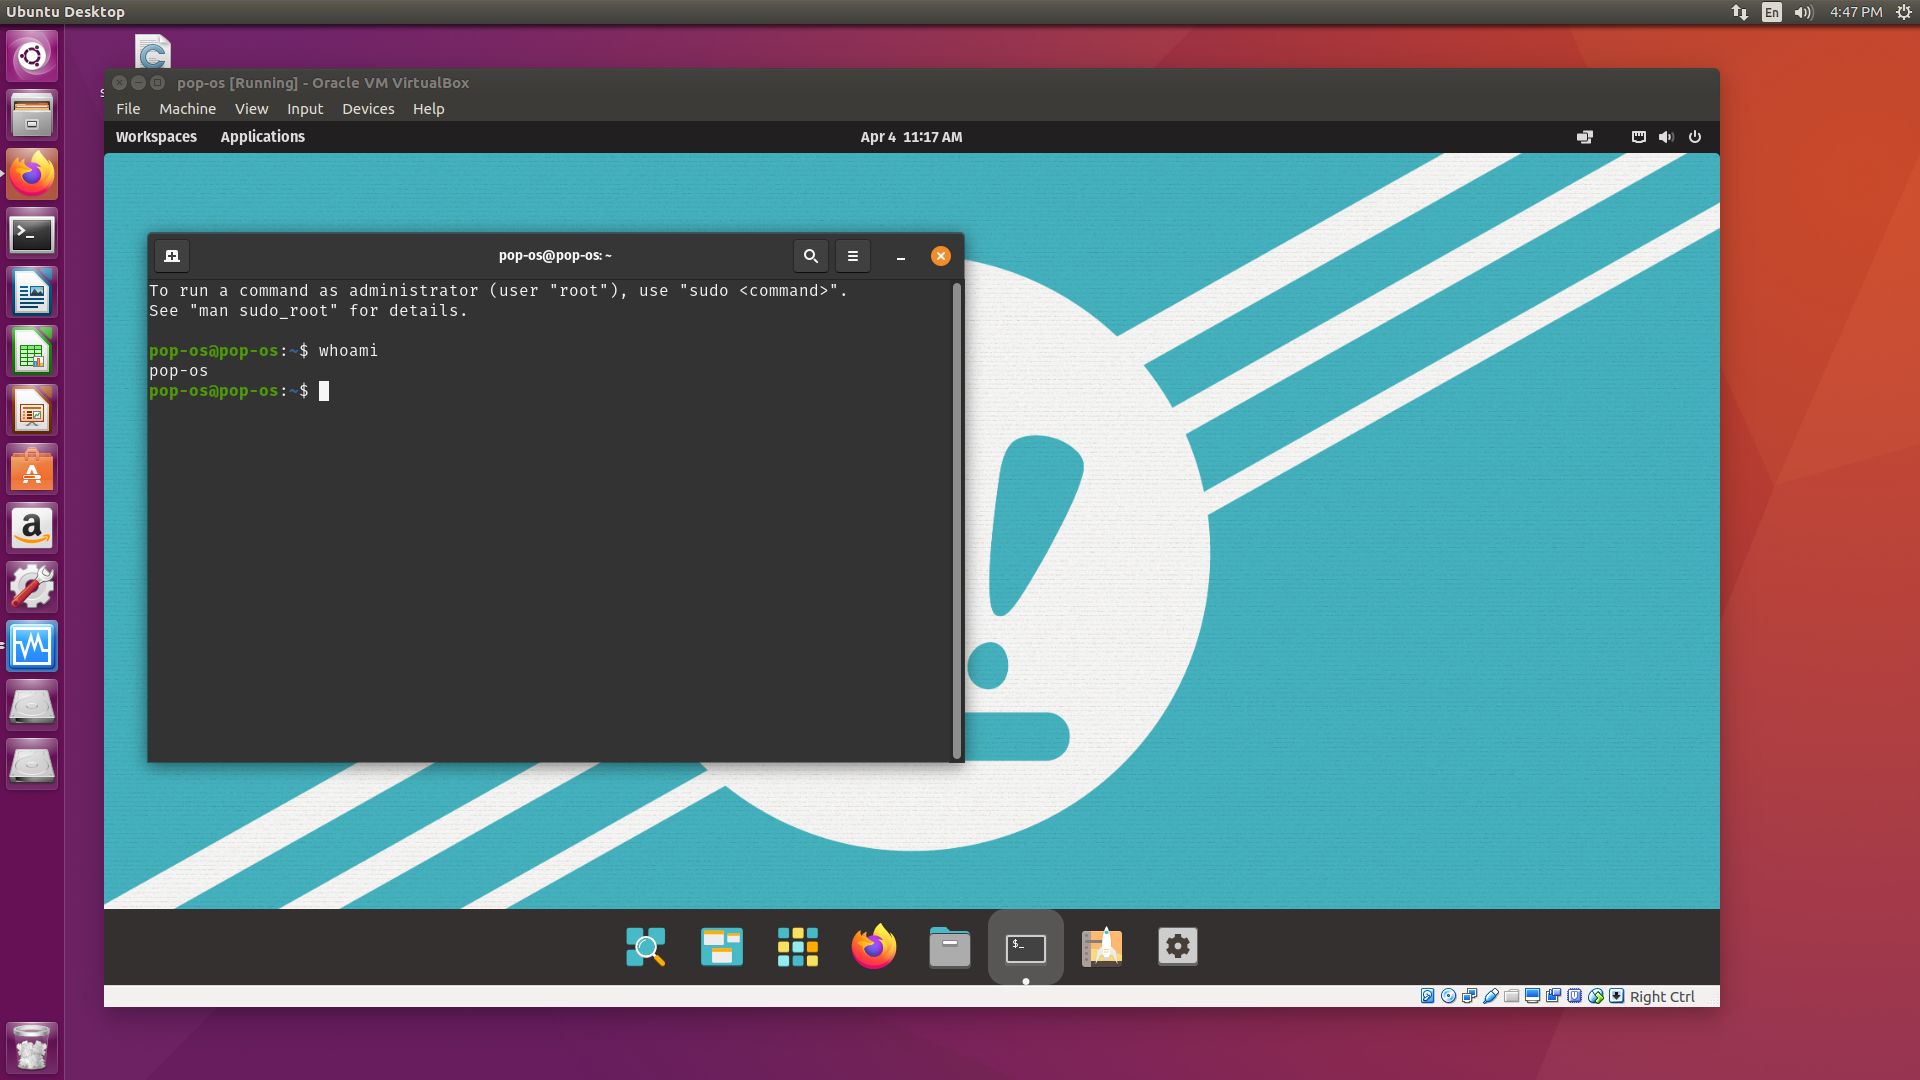 Ubuntu Desktop
En
4:47 PM
pop-os [Running] - Oracle VM VirtualBox
File Machine View Input Devices Help
Workspaces Applications
Apr 4 11:17 AM
pop-os@pop-os: ~
To run a command as administrator (user "root"), use "sudo <command>".
See "man sudo_root" for details.
pop-os@pop-os:~$ whoami
pop-os
pop-os@pop-os:~$
$_
Right Ctrl